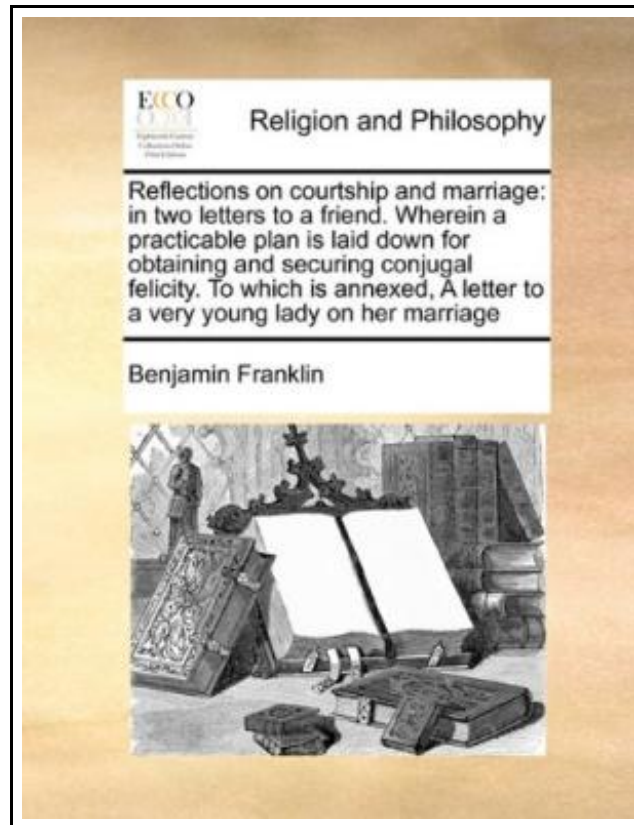 ECCO
Religion and Philosophy
Reflections on courtship and marriage:
in two letters to a friend. Wherein a
practicable plan is laid down for
obtaining and securing conjugal
felicity. To which is annexed, A letter to
a very young lady on her marriage
Benjamin Franklin